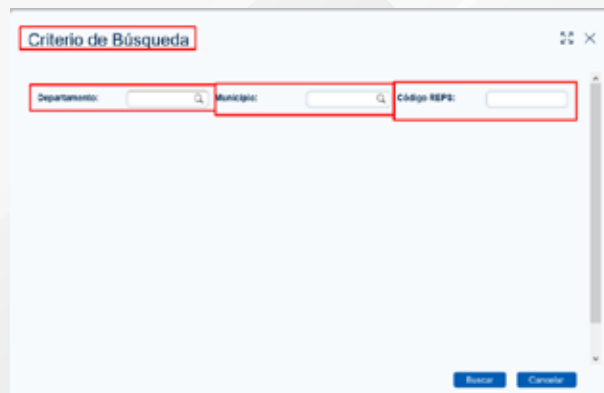 Criterio de Búsqueda
Departamento: Municipio: Código REPS:
Buscar Cancelar